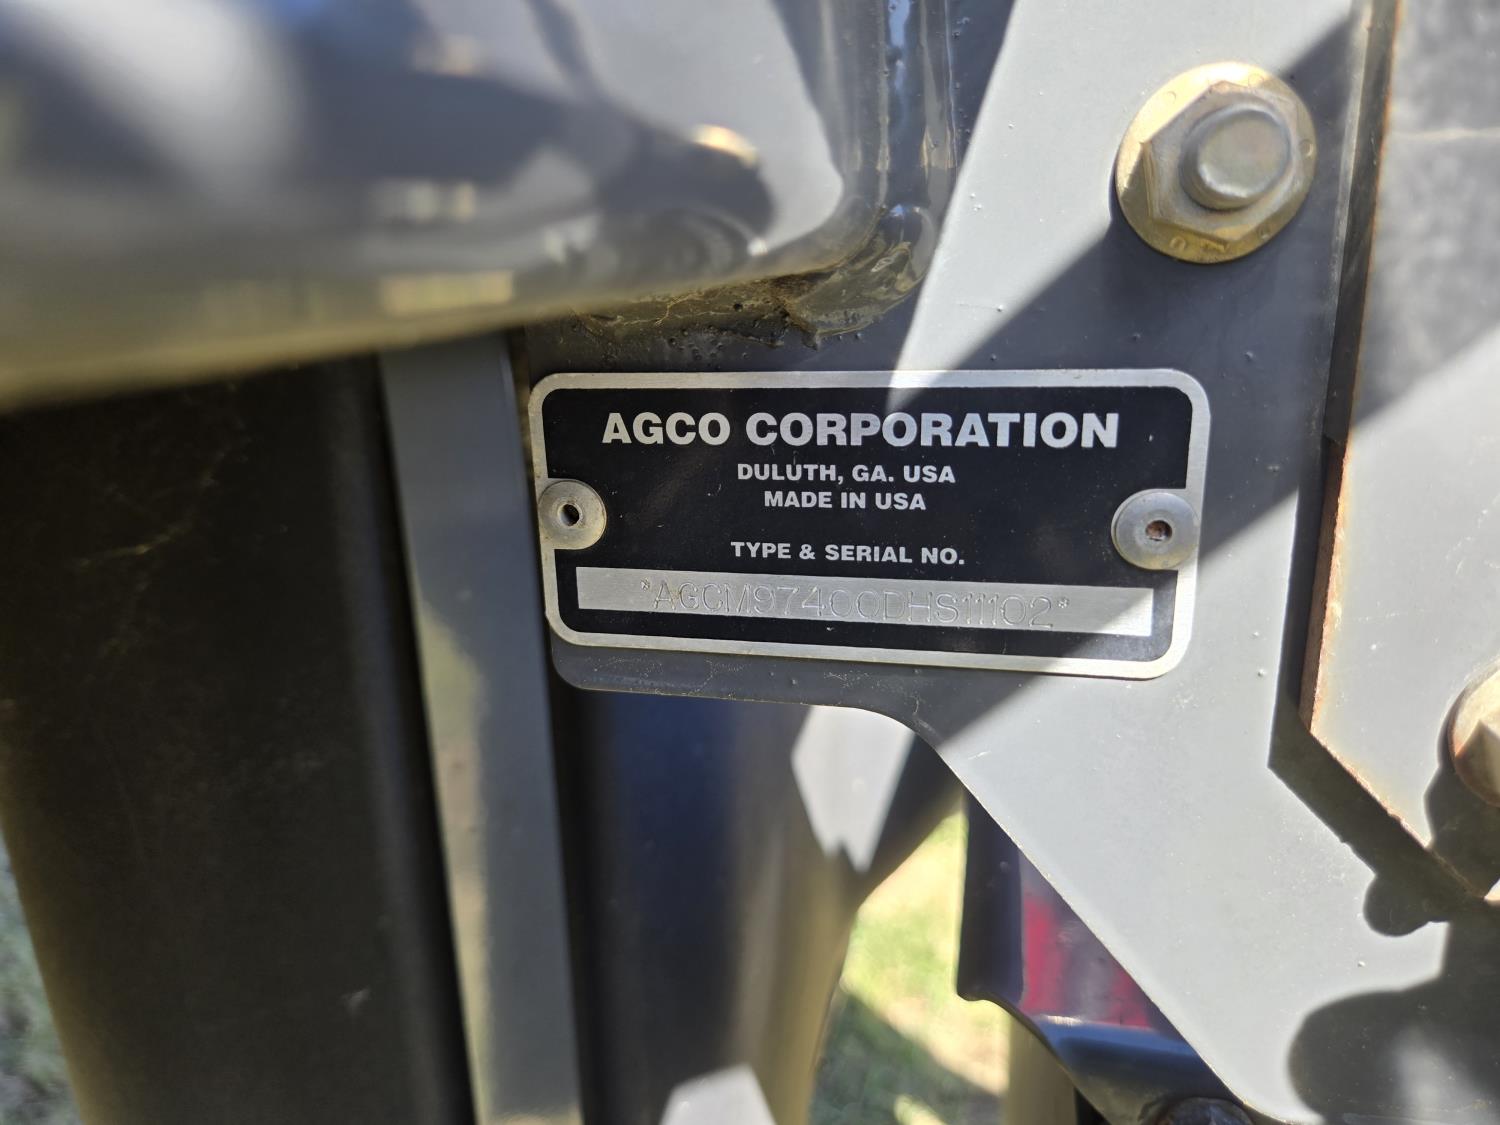 AGCO CORPORATION
DULUTH, GA. USA
MADE IN USA
TYPE & SERIAL NO.
*AGCM97400DHS11102*